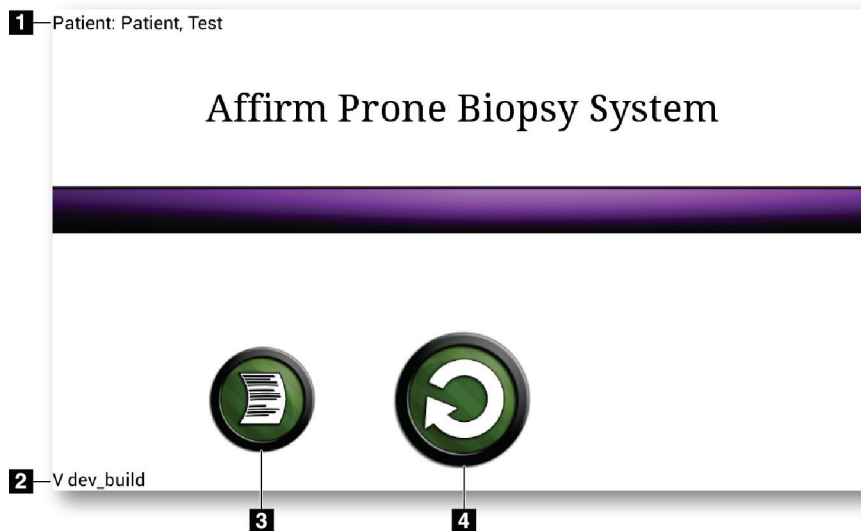 1 Patient: Patient, Test
Affirm Prone Biopsy System
2 V dev_build
3 4